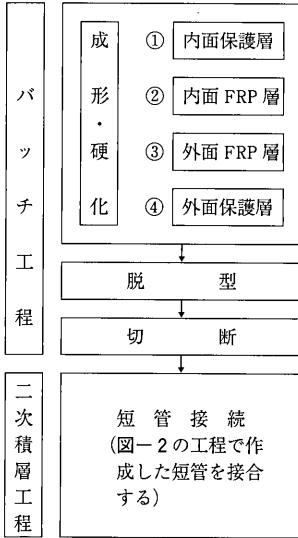 バッチ工程
成形・硬化
① 内面保護層
② 内面 FRP 層
③ 外面 FRP 層
④ 外面保護層
脱型
切断
二次積層工程
短管接続
(図－2の工程で作
成した短管を接合
する)